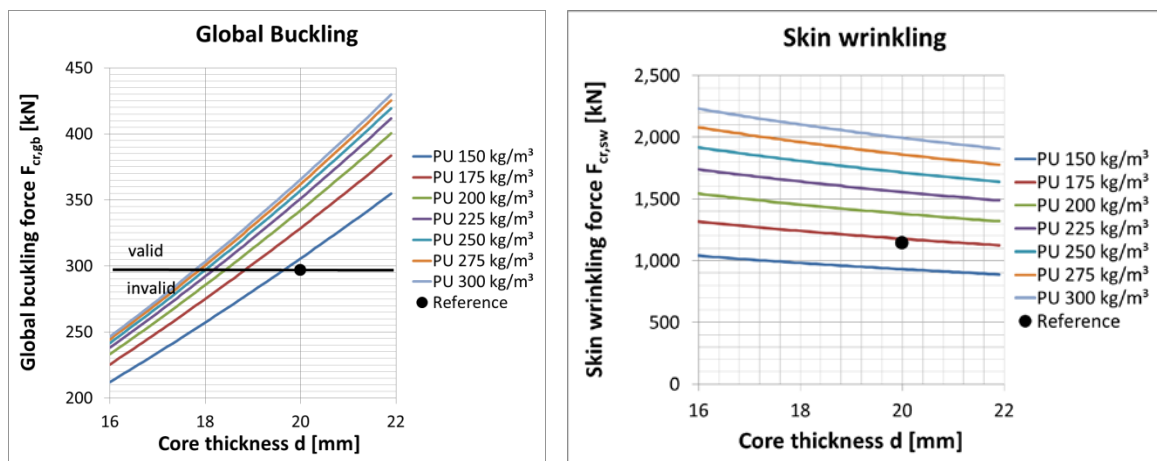 Global Buckling
Global bcukling force F_cr,gb [kN]
450
400
350
300
250
200
valid
invalid
16
18
20
22
Core thickness d [mm]
PU 150 kg/m³
PU 175 kg/m³
PU 200 kg/m³
PU 225 kg/m³
PU 250 kg/m³
PU 275 kg/m³
PU 300 kg/m³
Reference
Skin wrinkling
Skin wrinkling force F_cr,sw [kN]
2,500
2,000
1,500
1,000
500
0
16
18
20
22
Core thickness d [mm]
PU 150 kg/m³
PU 175 kg/m³
PU 200 kg/m³
PU 225 kg/m³
PU 250 kg/m³
PU 275 kg/m³
PU 300 kg/m³
Reference